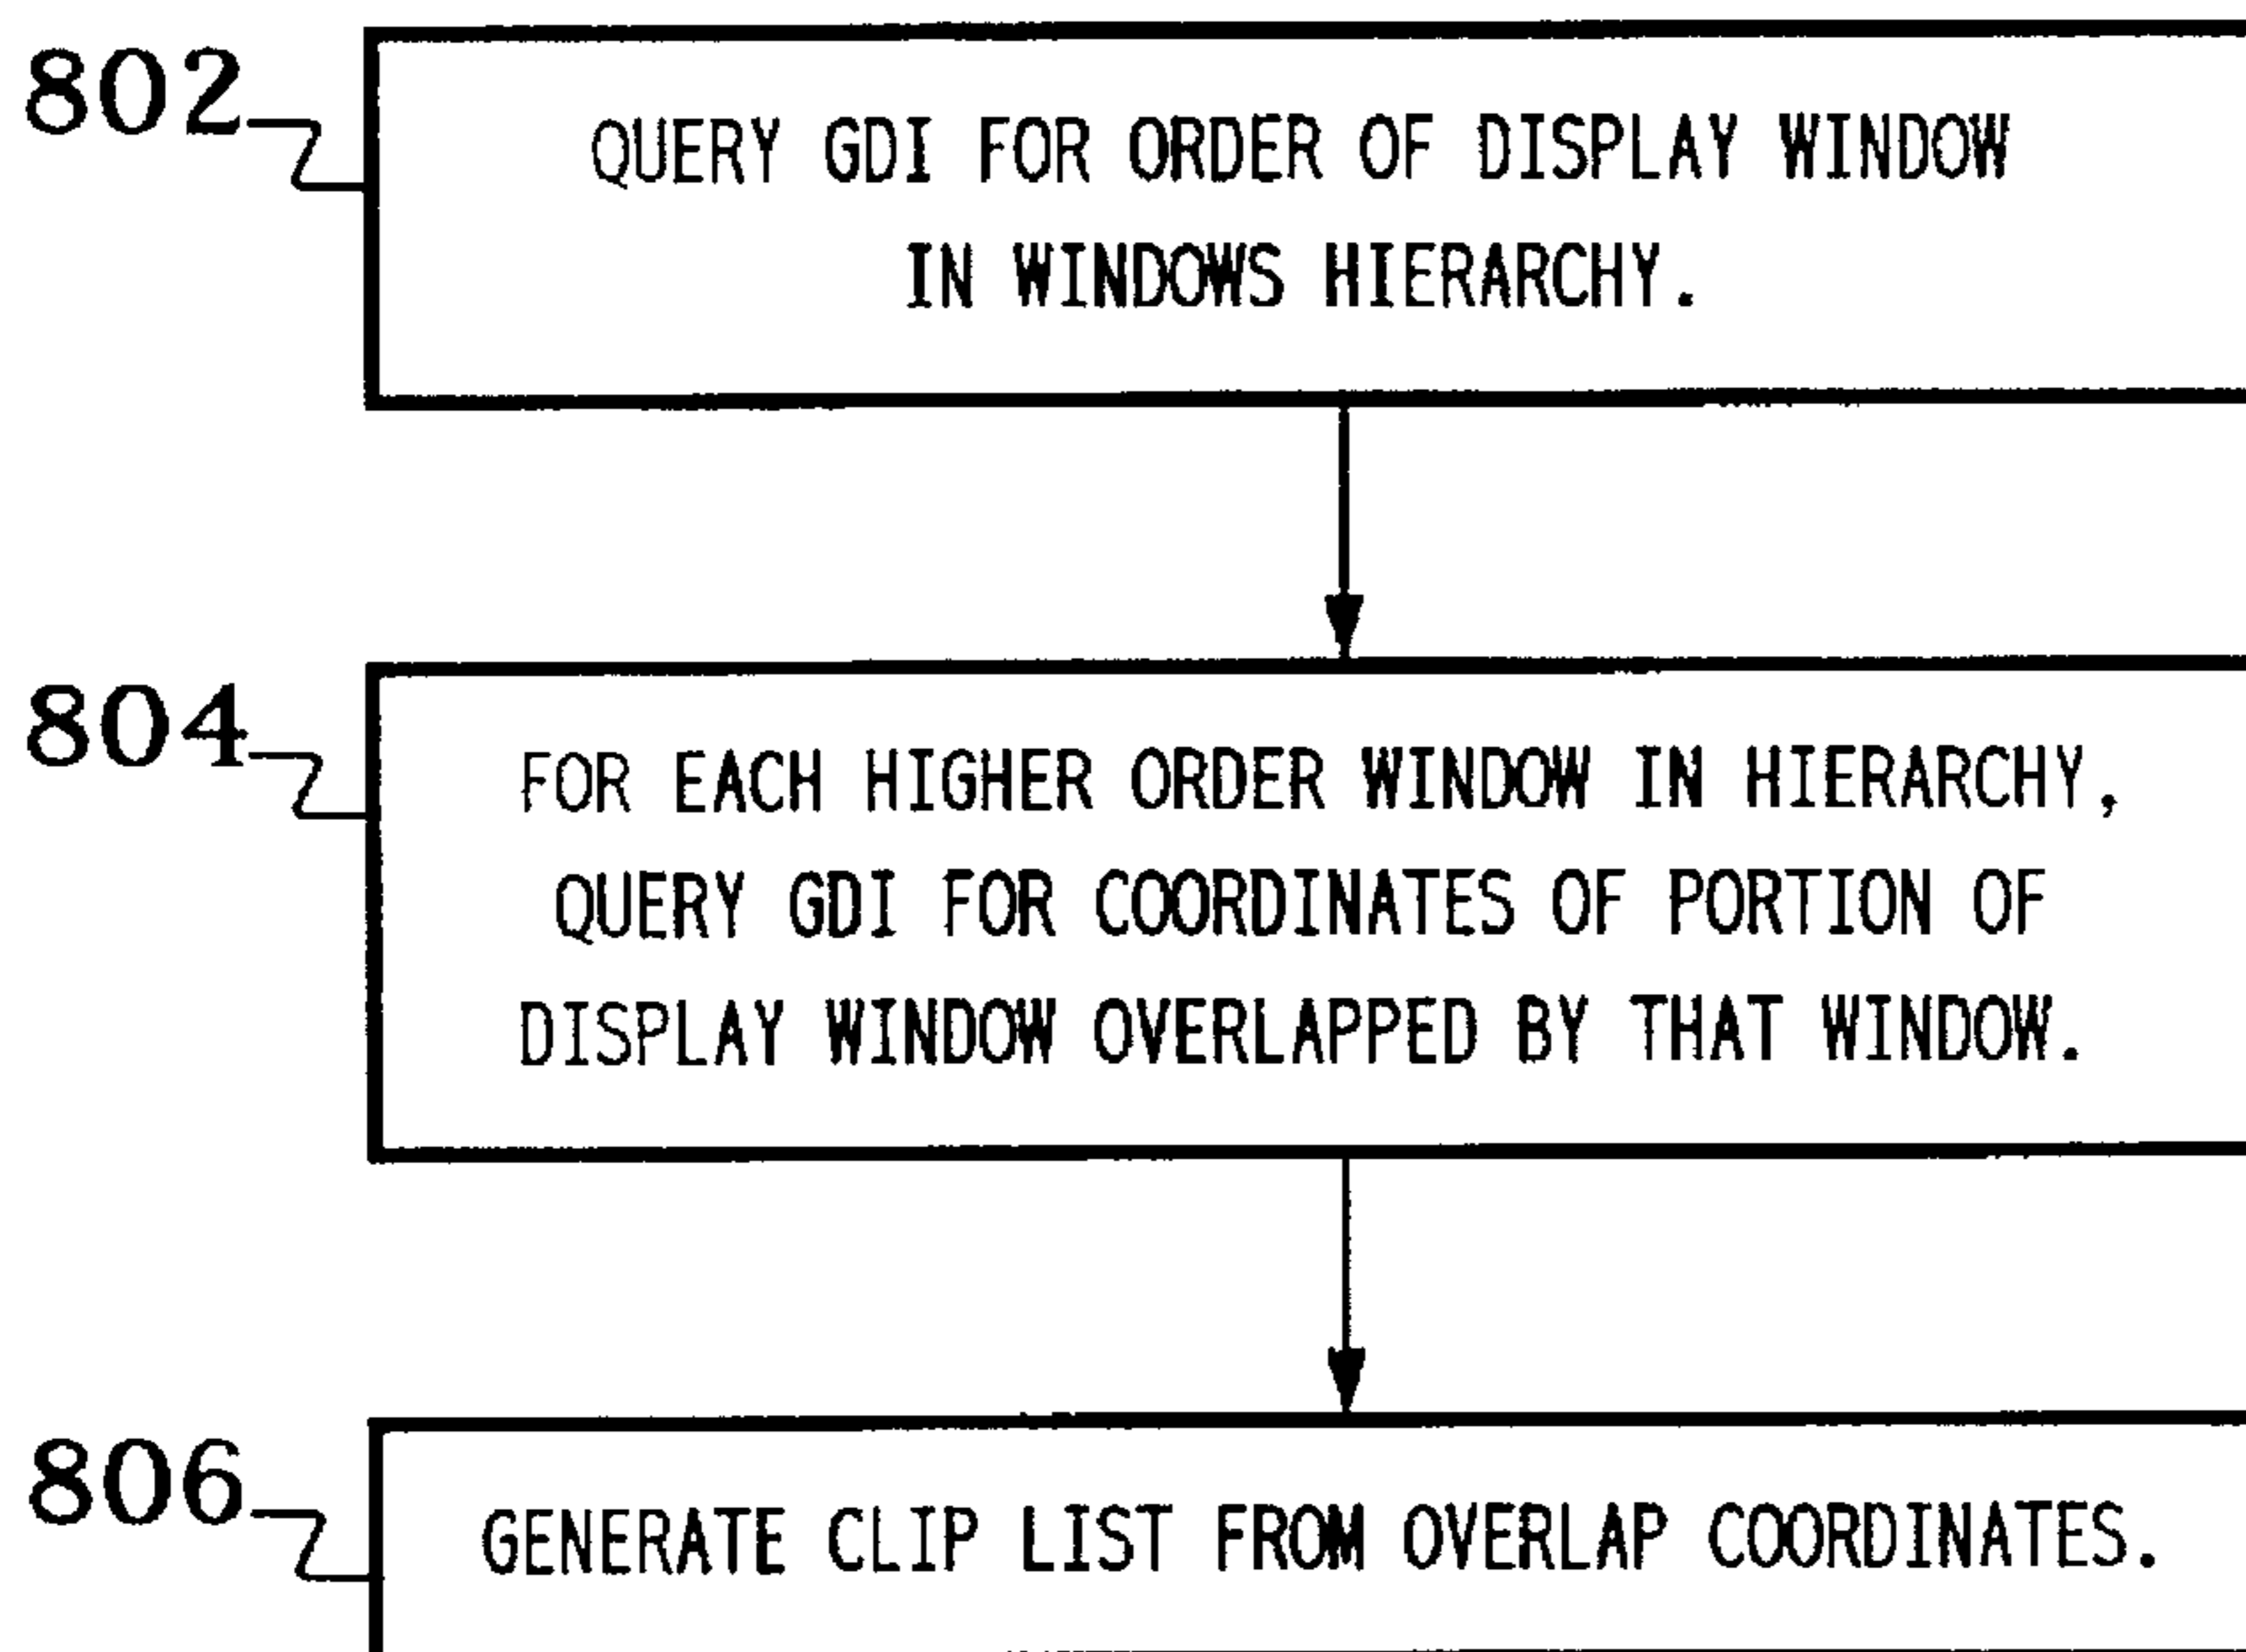 802
QUERY GDI FOR ORDER OF DISPLAY WINDOW
IN WINDOWS HIERARCHY.
804
FOR EACH HIGHER ORDER WINDOW IN HIERARCHY,
QUERY GDI FOR COORDINATES OF PORTION OF
DISPLAY WINDOW OVERLAPPED BY THAT WINDOW.
806
GENERATE CLIP LIST FROM OVERLAP COORDINATES.